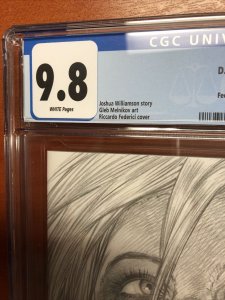 CGC UNIV
9.8
WHITE Pages
D.
Fe
Joshua Williamson story
Gleb Melnikov art
Riccardo Federici cover